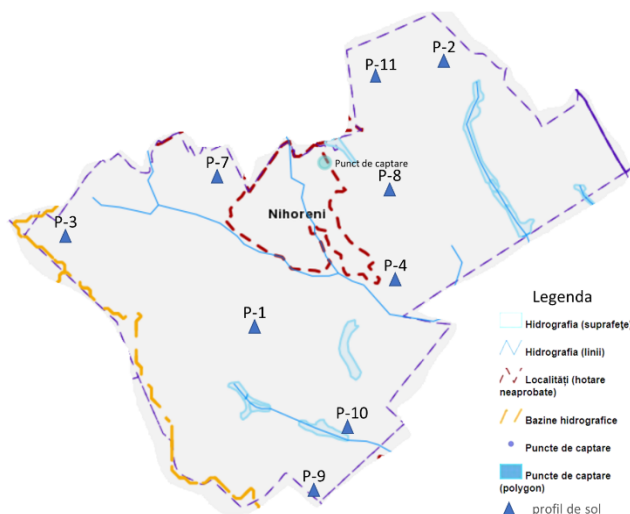 P-2
P-11
Punct de captare
P-7
P-8
Nihoreni
P-3
P-4
P-1
P-10
P-9
Legenda
Hidrografia (suprafețe)
Hidrografia (linii)
Localități (hotare
neaprobate)
Bazine hidrografice
Puncte de captare
Puncte de captare
(polygon)
profil de sol